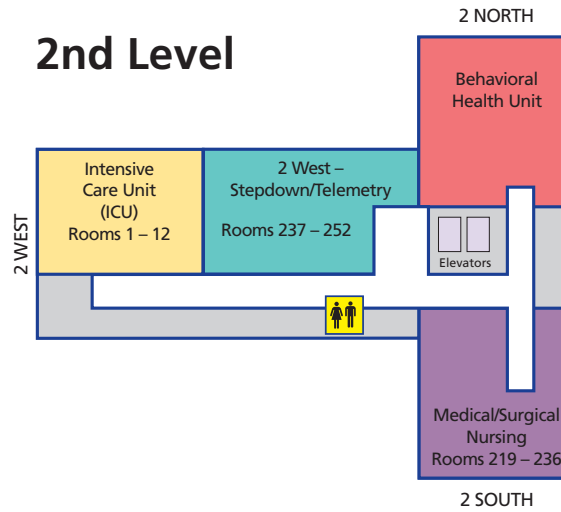 2 NORTH
2nd Level
Behavioral
Health Unit
Intensive
Care Unit
(ICU)
Rooms 1 – 12
2 West –
Stepdown/Telemetry
Rooms 237 – 252
2 WEST
Elevators
Medical/Surgical
Nursing
Rooms 219 – 236
2 SOUTH